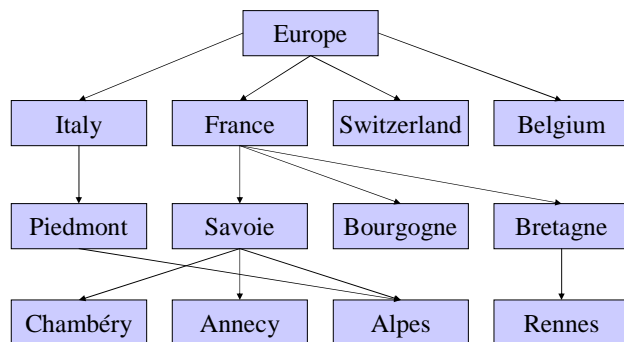 Europe
Italy
France
Switzerland
Belgium
Piedmont
Savoie
Bourgogne
Bretagne
Chambéry
Annecy
Alpes
Rennes